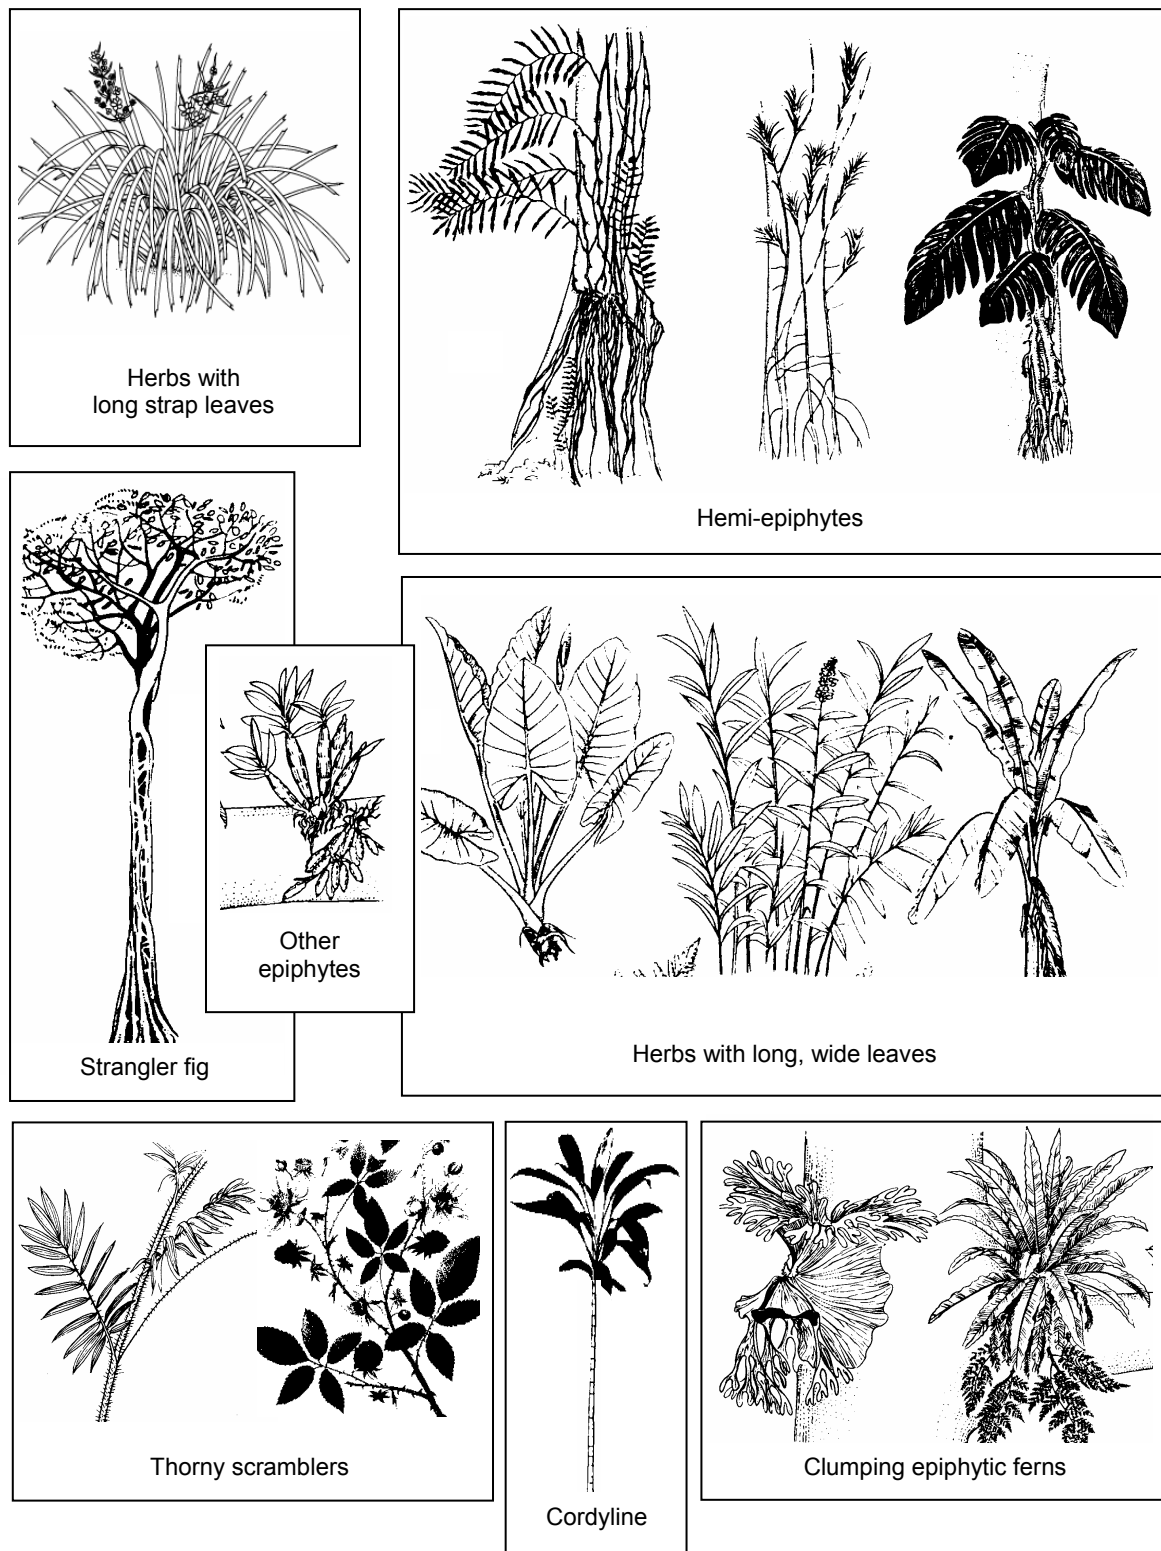 Herbs with
long strap leaves
Hemi-epiphytes
Other
epiphytes
Strangler fig
Herbs with long, wide leaves
Thorny scramblers
Cordyline
Clumping epiphytic ferns